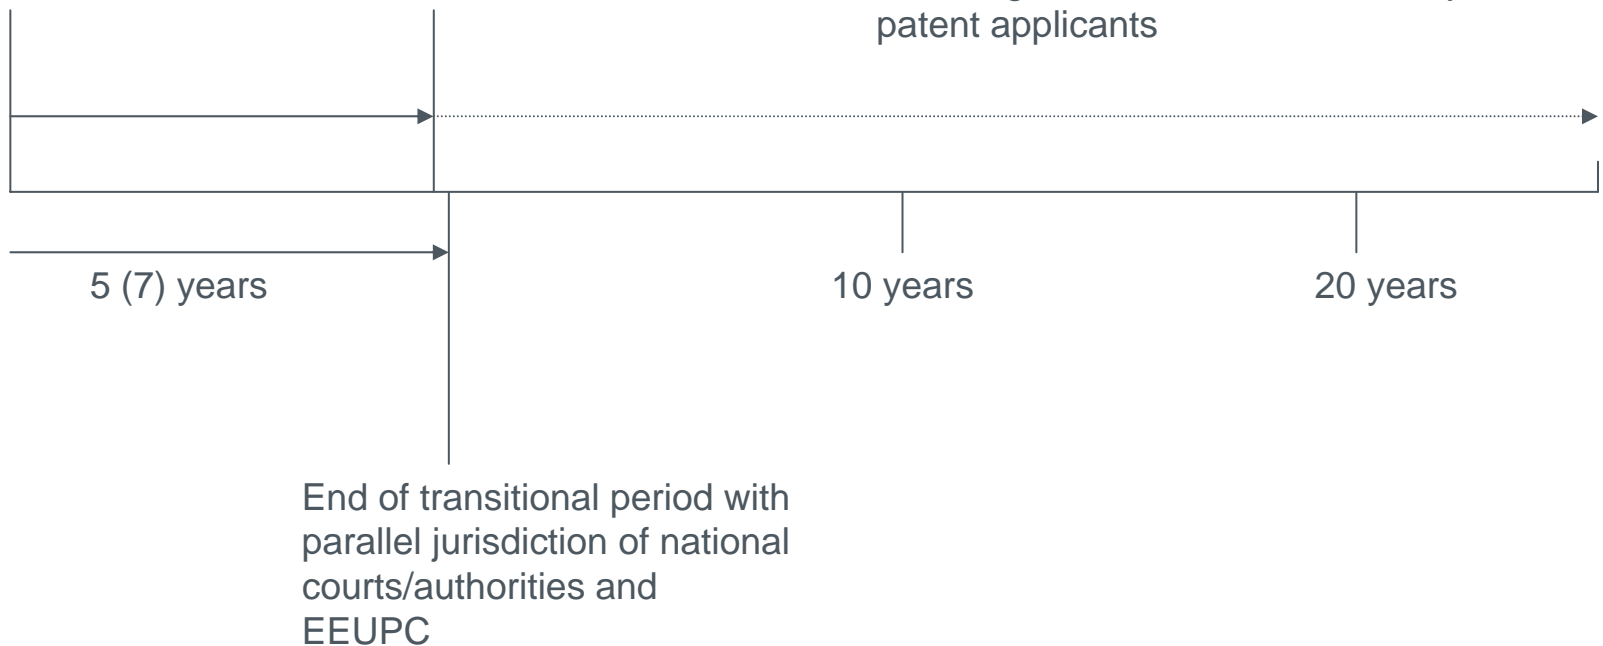 patent applicants
5 (7) years
10 years
20 years
End of transitional period with
parallel jurisdiction of national
courts/authorities and
EEUPC